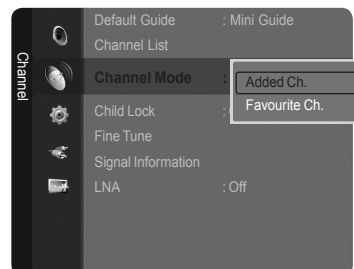 Channel
Default Guide : Mini Guide
Channel List
Channel Mode :
Added Ch.
Favourite Ch.
Child Lock :
Fine Tune
Signal Information
LNA : Off